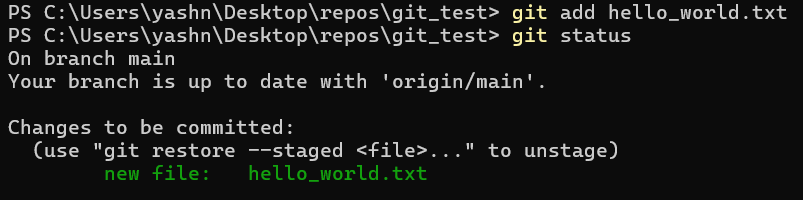 PS C:\Users\yashn\Desktop\repos\git_test> git add hello_world.txt
PS C:\Users\yashn\Desktop\repos\git_test> git status
On branch main
Your branch is up to date with 'origin/main'.

Changes to be committed:
  (use "git restore --staged <file>..." to unstage)
        new file:   hello_world.txt